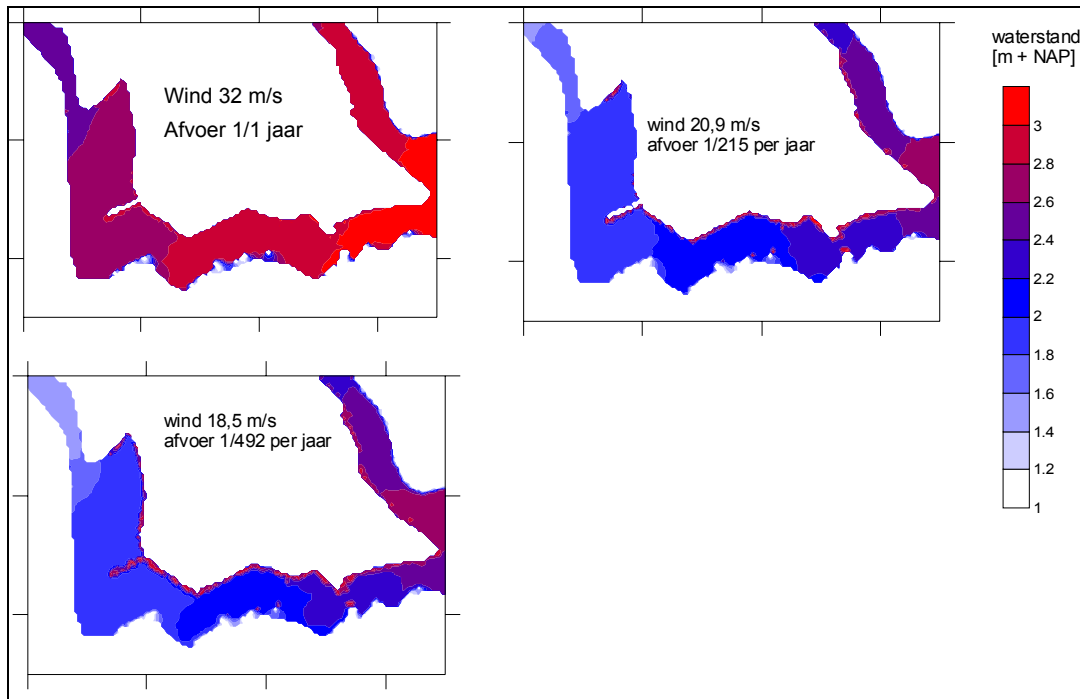 Wind 32 m/s
Afvoer 1/1 jaar
wind 20,9 m/s
afvoer 1/215 per jaar
waterstand
[m + NAP]
3
2.8
2.6
2.4
2.2
2
1.8
1.6
1.4
1.2
1
wind 18,5 m/s
afvoer 1/492 per jaar